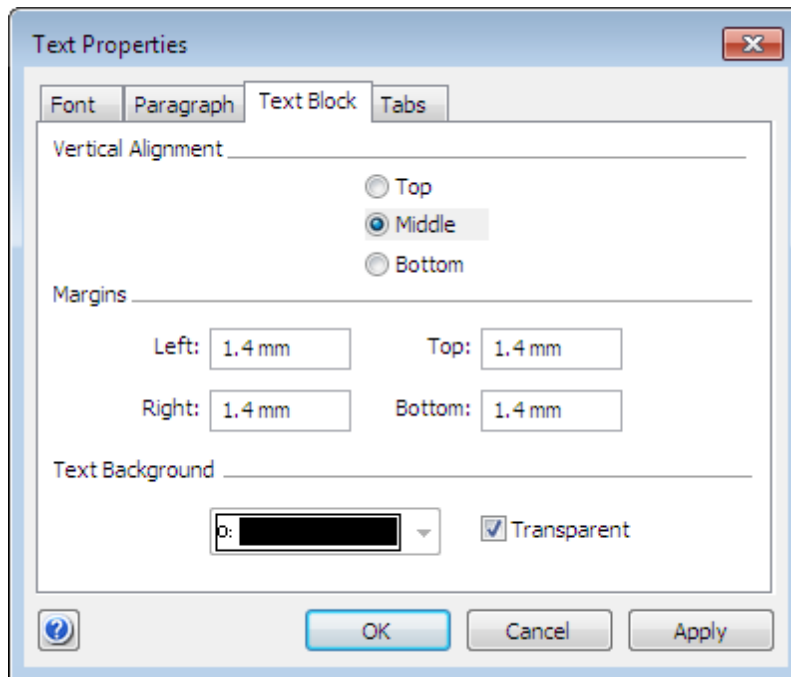 Text Properties
Font Paragraph Text Block Tabs
Vertical Alignment
Top
Middle
Bottom
Margins
Left: 1.4 mm Top: 1.4 mm
Right: 1.4 mm Bottom: 1.4 mm
Text Background
0: Transparent
OK Cancel Apply